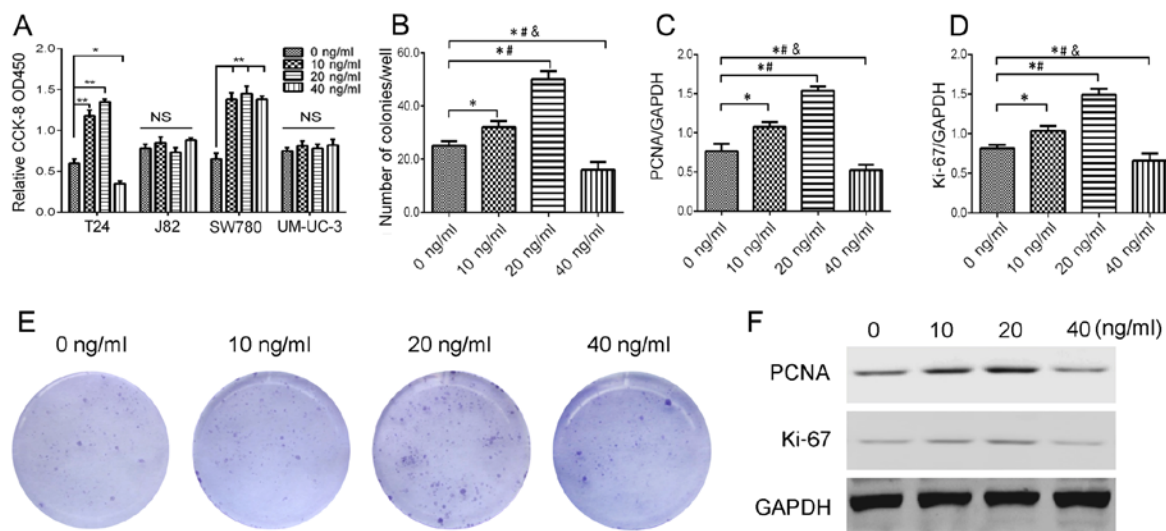 A
Relative CCK-8 OD450
2.0
1.5
1.0
0.5
0.0
*
**
**
NS
**
NS
0 ng/ml
10 ng/ml
20 ng/ml
40 ng/ml
T24 J82 SW780 UM-UC-3
B
Number of colonies/well
60.0
40.0
20.0
0.0
*# &
*#
*
0 ng/ml
10 ng/ml
20 ng/ml
40 ng/ml
C
PCNA/GAPDH
2.0
1.5
1.0
0.5
0.0
*# &
*#
*
0 ng/ml
10 ng/ml
20 ng/ml
40 ng/ml
D
Ki-67/GAPDH
2.0
1.5
1.0
0.5
0.0
*# &
*#
*
0 ng/ml
10 ng/ml
20 ng/ml
40 ng/ml
E
0 ng/ml 10 ng/ml 20 ng/ml 40 ng/ml
F
0 10 20 40 (ng/ml)
PCNA
Ki-67
GAPDH